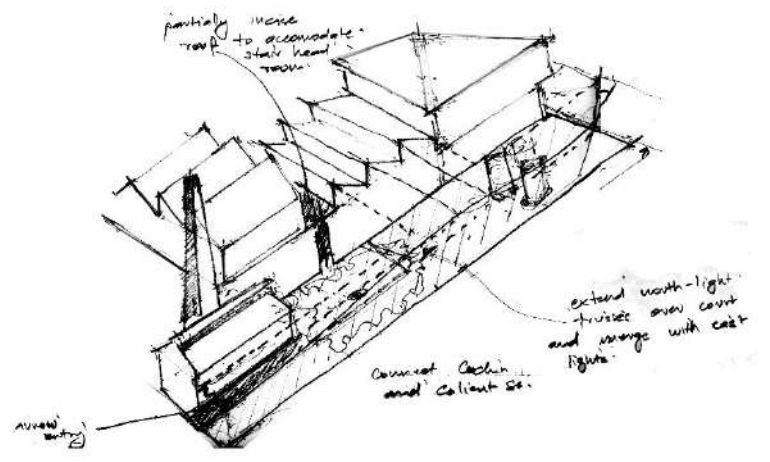 partially incise
roof to accomodate
stair head
room.
extend north-light
trusses over court
and merge with east
lights.
Connect Cochin
and Calicut St.
entry